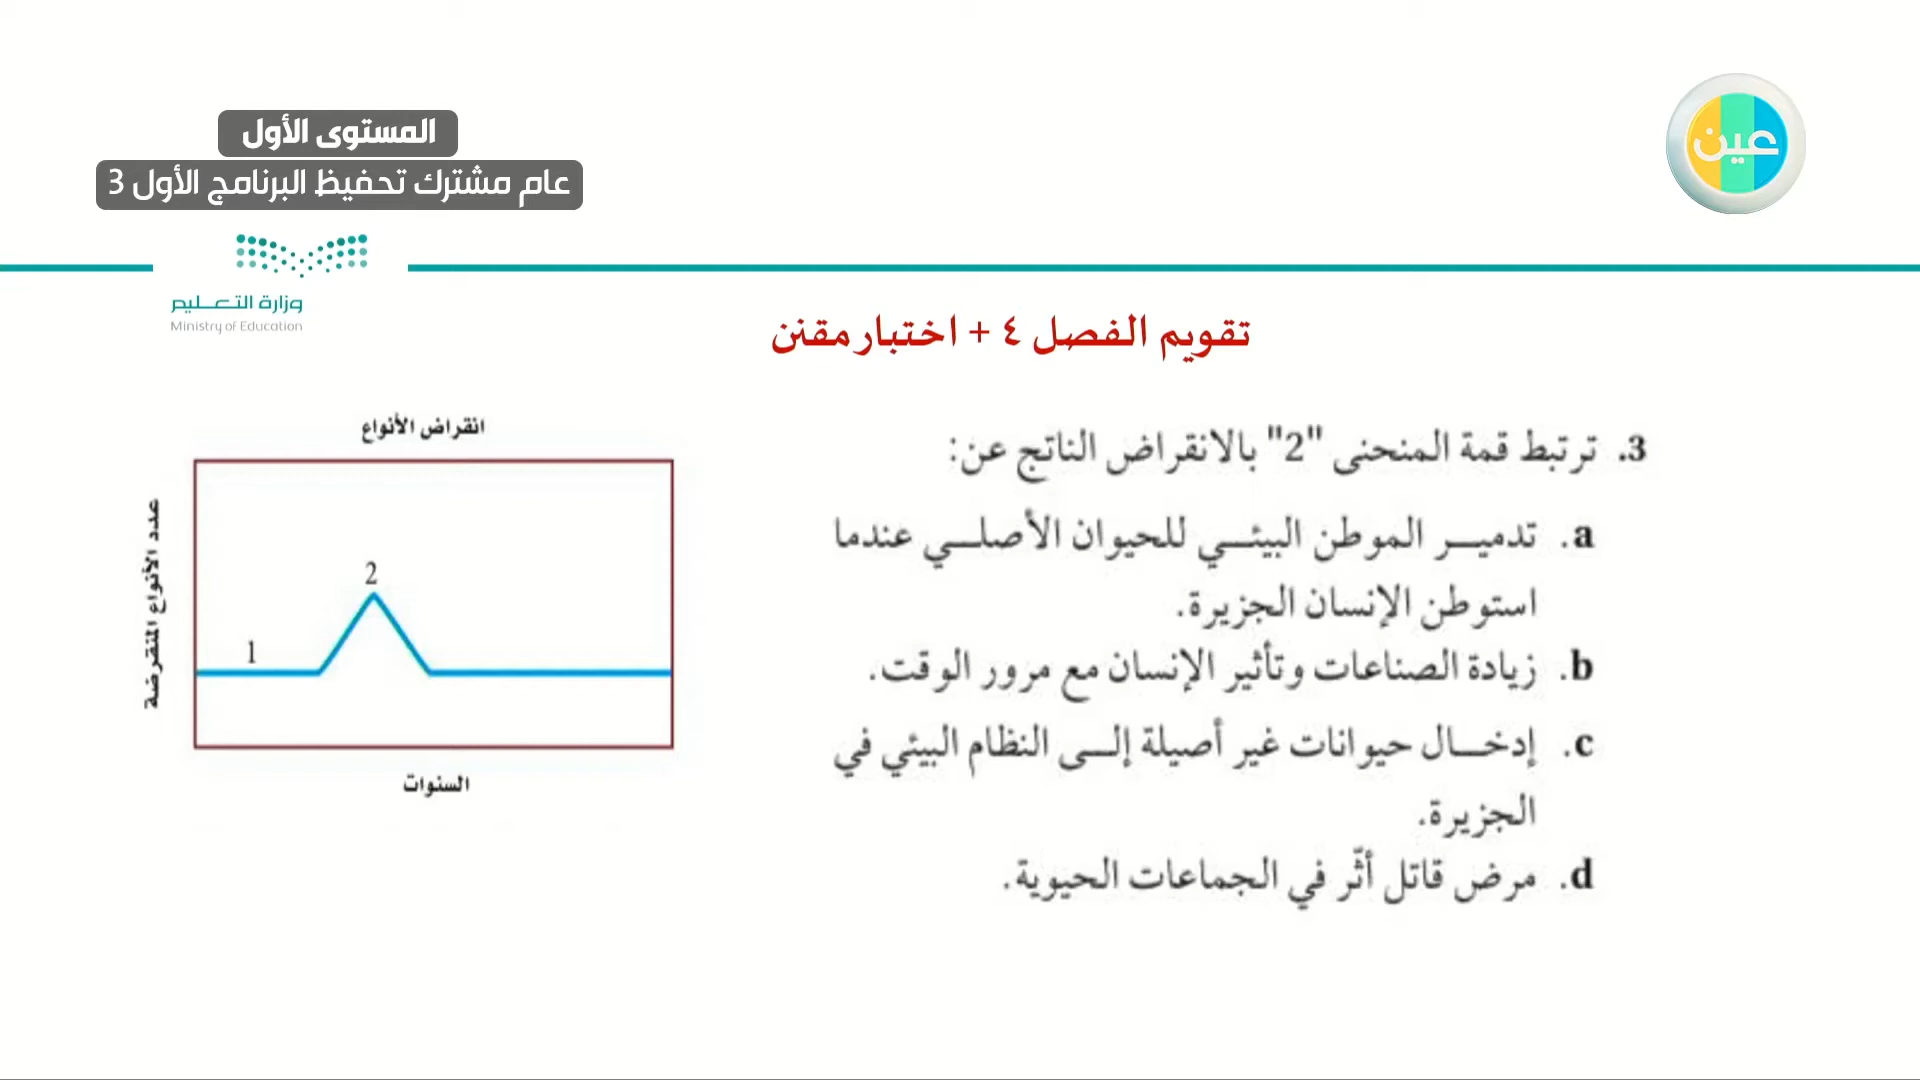 المستوى الأول
عام مشترك تحفيظ البرنامج الأول 3
عين
وزارة التعليم
Ministry of Education
تقويم الفصل ٤ + اختبار مقنن
3. ترتبط قمة المنحنى "2" بالانقراض الناتج عن:
a. تدمير الموطن البيئي للحيوان الأصلي عندما
استوطن الإنسان الجزيرة.
b. زيادة الصناعات وتأثير الإنسان مع مرور الوقت.
c. إدخال حيوانات غير أصيلة إلى النظام البيئي في
الجزيرة.
d. مرض قاتل أثّر في الجماعات الحيوية.
انقراض الأنواع
عدد الأنواع المنقرضة
2
1
السنوات